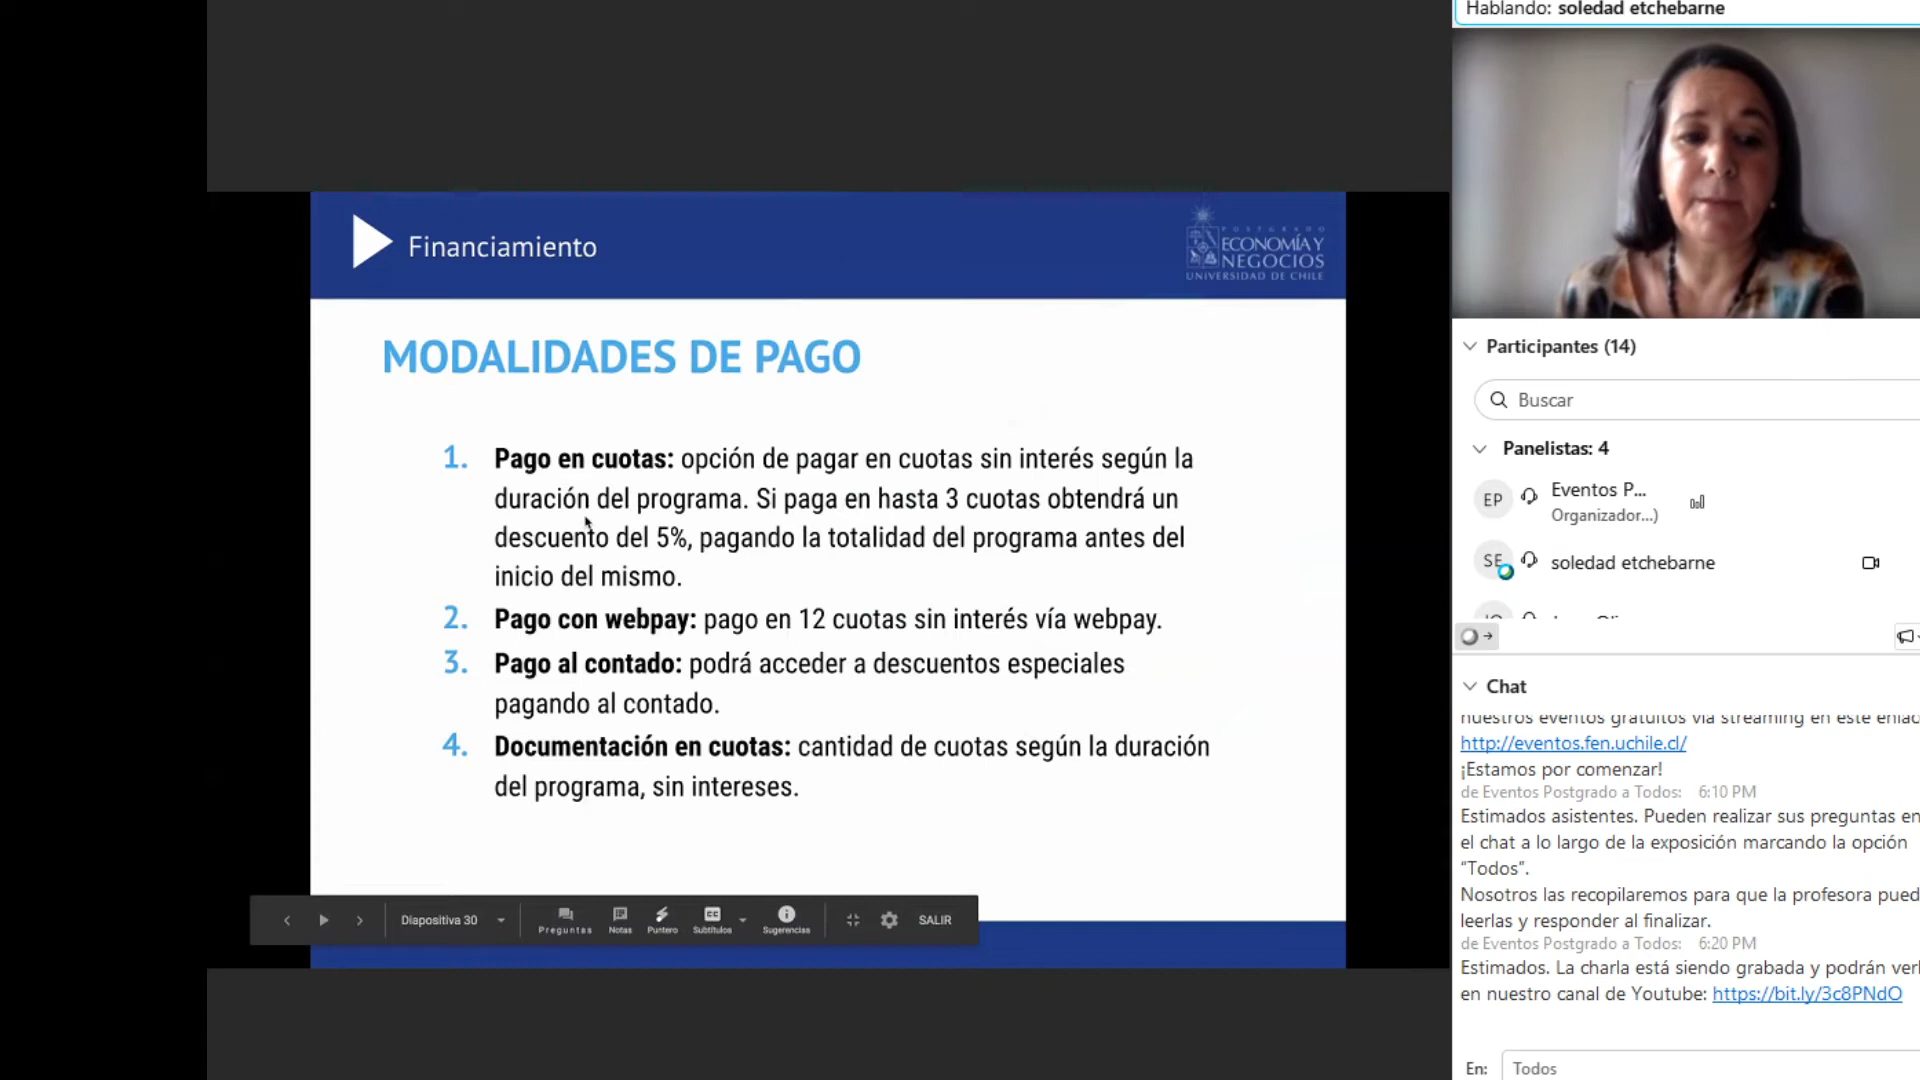 Hablando: soledad etchebarne
Financiamiento
POSTGRADO
ECONOMÍA Y
NEGOCIOS
UNIVERSIDAD DE CHILE
MODALIDADES DE PAGO
1. Pago en cuotas: opción de pagar en cuotas sin interés según la
duración del programa. Si paga en hasta 3 cuotas obtendrá un
descuento del 5%, pagando la totalidad del programa antes del
inicio del mismo.
2. Pago con webpay: pago en 12 cuotas sin interés vía webpay.
3. Pago al contado: podrá acceder a descuentos especiales
pagando al contado.
4. Documentación en cuotas: cantidad de cuotas según la duración
del programa, sin intereses.
Diapositiva 30
Preguntas
Notas
Puntero
CC
Subtítulos
Sugerencias
SALIR
Participantes (14)
Buscar
Panelistas: 4
EP
Eventos P...
Organizador...)
SE
soledad etchebarne
Chat
nuestros eventos gratuitos vía streaming en este
http://eventos.fen.uchile.cl/
¡Estamos por comenzar!
de Eventos Postgrado a Todos: 6:10 PM
Estimados asistentes. Pueden realizar sus preguntas en
el chat a lo largo de la exposición marcando la opción
“Todos”.
Nosotros las recopilaremos para que la profesora
leerlas y responder al finalizar.
de Eventos Postgrado a Todos: 6:20 PM
Estimados. La charla está siendo grabada y podrán
en nuestro canal de Youtube: https://bit.ly/3c8PNdO
En: Todos